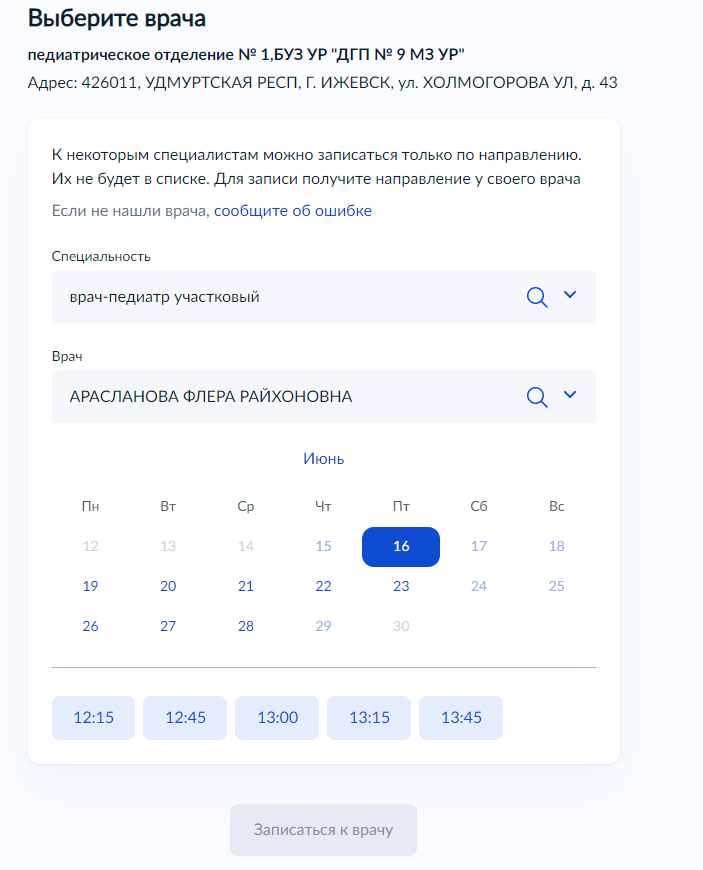 Выберите врача
педиатрическое отделение № 1,БУЗ УР "ДГП № 9 МЗ УР"
Адрес: 426011, УДМУРТСКАЯ РЕСП, Г. ИЖЕВСК, ул. ХОЛМОГОРОВА УЛ, д. 43
К некоторым специалистам можно записаться только по направлению.
Их не будет в списке. Для записи получите направление у своего врача
Если не нашли врача, сообщите об ошибке
Специальность
врач-педиатр участковый
Врач
АРАСЛАНОВА ФЛЕРА РАЙХОНОВНА
Июнь
Пн Вт Ср Чт Пт Сб Вс
12 13 14 15 16 17 18
19 20 21 22 23 24 25
26 27 28 29 30
12:15 12:45 13:00 13:15 13:45
Записаться к врачу